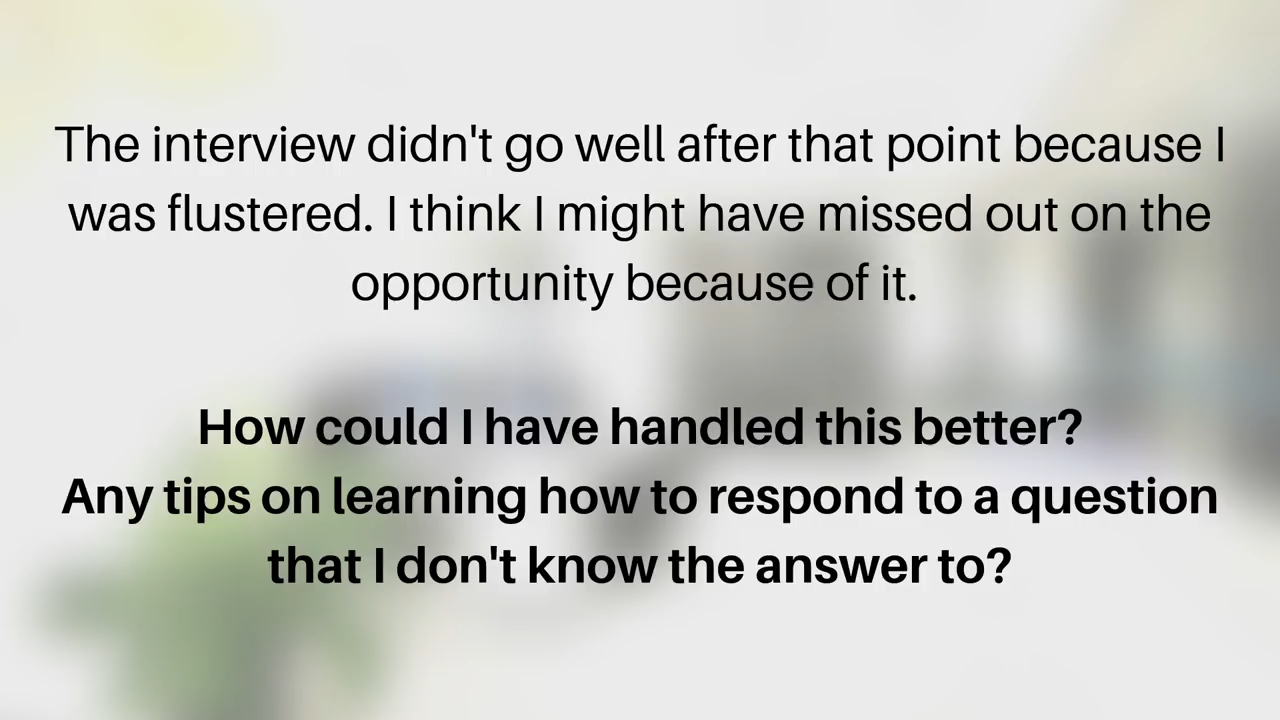 The interview didn't go well after that point because I
was flustered. I think I might have missed out on the
opportunity because of it.
How could I have handled this better?
Any tips on learning how to respond to a question
that I don't know the answer to?